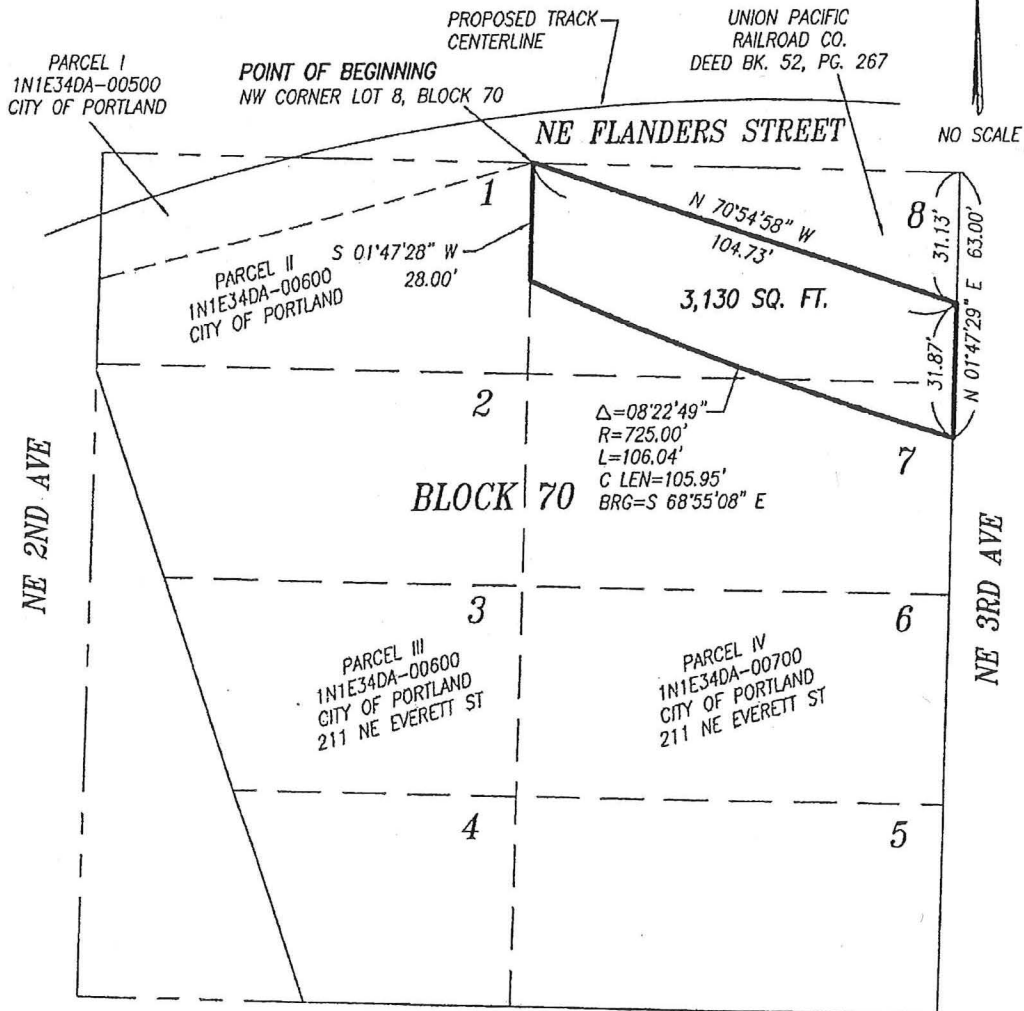 PROPOSED TRACK
CENTERLINE
UNION PACIFIC
RAILROAD CO.
DEED BK. 52, PG. 267
PARCEL I
1N1E34DA-00500
CITY OF PORTLAND
POINT OF BEGINNING
NW CORNER LOT 8, BLOCK 70
NE FLANDERS STREET
NO SCALE
1
8
N 70°54'58" W
104.73'
31.13'
63.00'
S 01°47'28" W
28.00'
PARCEL II
1N1E34DA-00600
CITY OF PORTLAND
3,130 SQ. FT.
31.87'
N 01°47'29" E
2
7
Δ=08°22'49"
R=725.00'
L=106.04'
C LEN=105.95'
BRG=S 68°55'08" E
BLOCK 70
NE 2ND AVE
NE 3RD AVE
3
6
PARCEL III
1N1E34DA-00600
CITY OF PORTLAND
211 NE EVERETT ST
PARCEL IV
1N1E34DA-00700
CITY OF PORTLAND
211 NE EVERETT ST
4
5